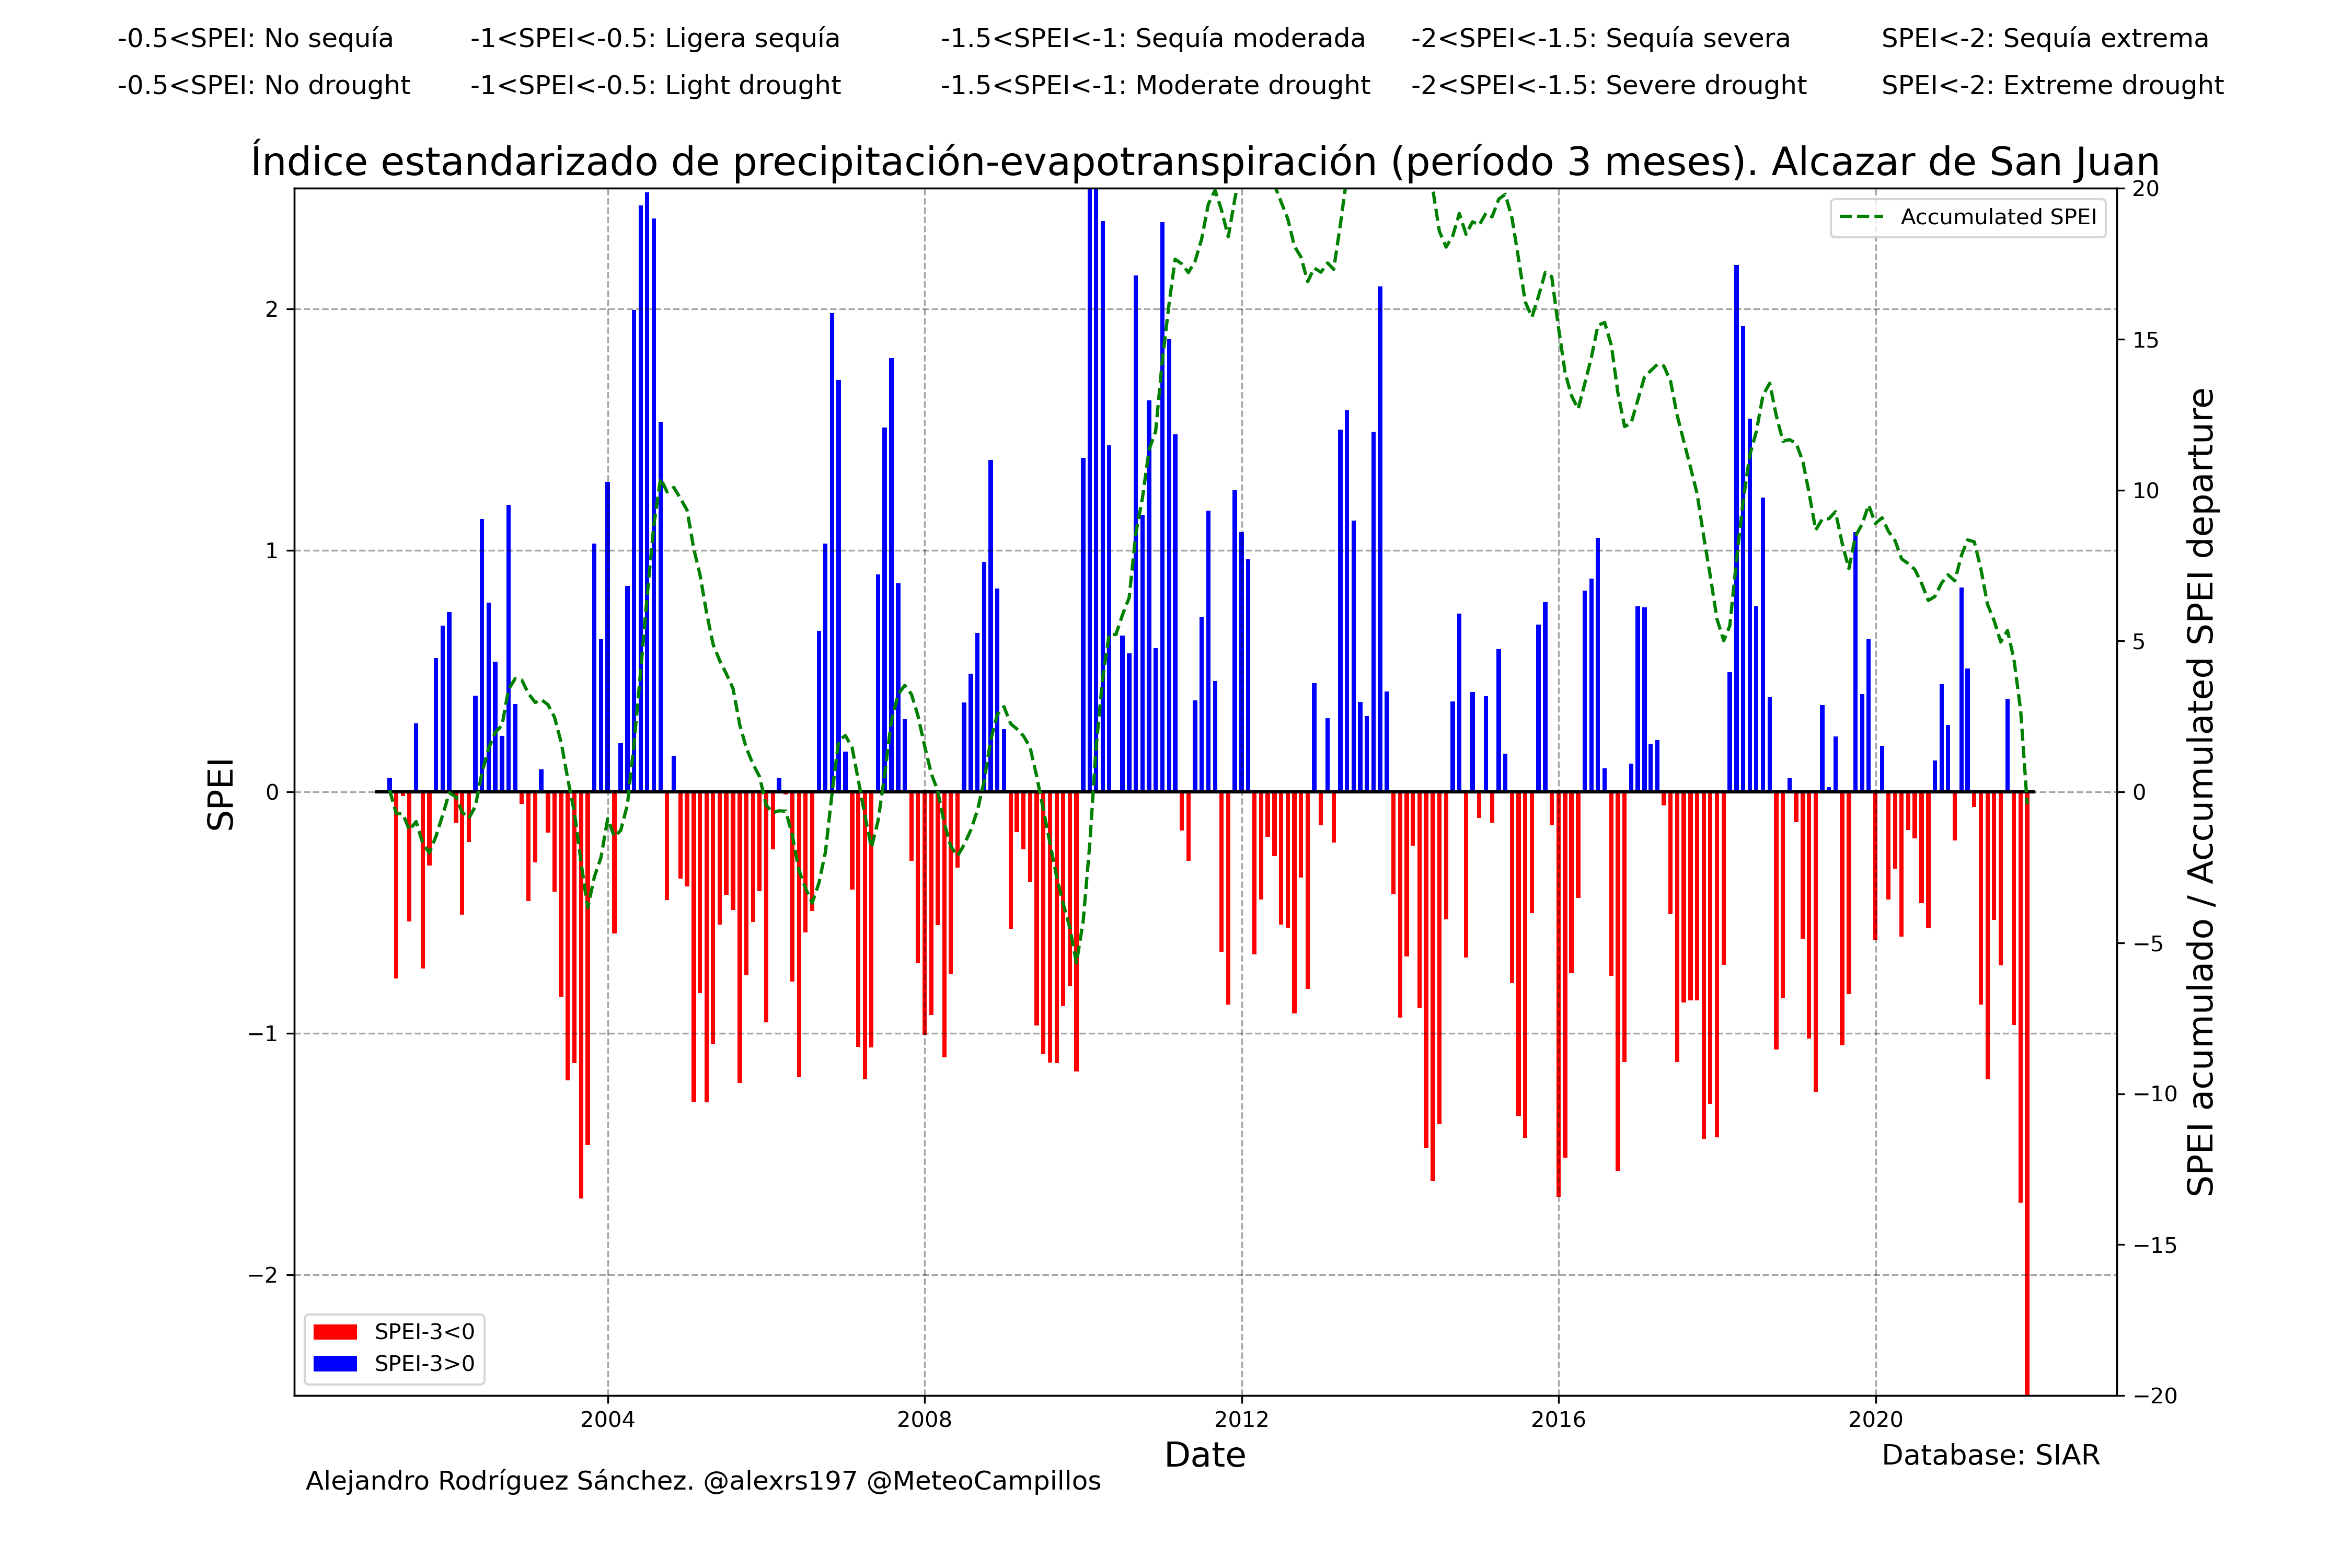 -0.5<SPEI: No sequía -1<SPEI<-0.5: Ligera sequía -1.5<SPEI<-1: Sequía moderada -2<SPEI<-1.5: Sequía severa SPEI<-2: Sequía extrema
-0.5<SPEI: No drought -1<SPEI<-0.5: Light drought -1.5<SPEI<-1: Moderate drought -2<SPEI<-1.5: Severe drought SPEI<-2: Extreme drought
Índice estandarizado de precipitación-evapotranspiración (período 3 meses). Alcazar de San Juan
Accumulated SPEI
SPEI
2
1
0
−1
−2
20
15
10
5
0
−5
−10
−15
−20
SPEI acumulado / Accumulated SPEI departure
SPEI-3<0
SPEI-3>0
2004 2008 2012 2016 2020
Date
Database: SIAR
Alejandro Rodríguez Sánchez. @alexrs197 @MeteoCampillos